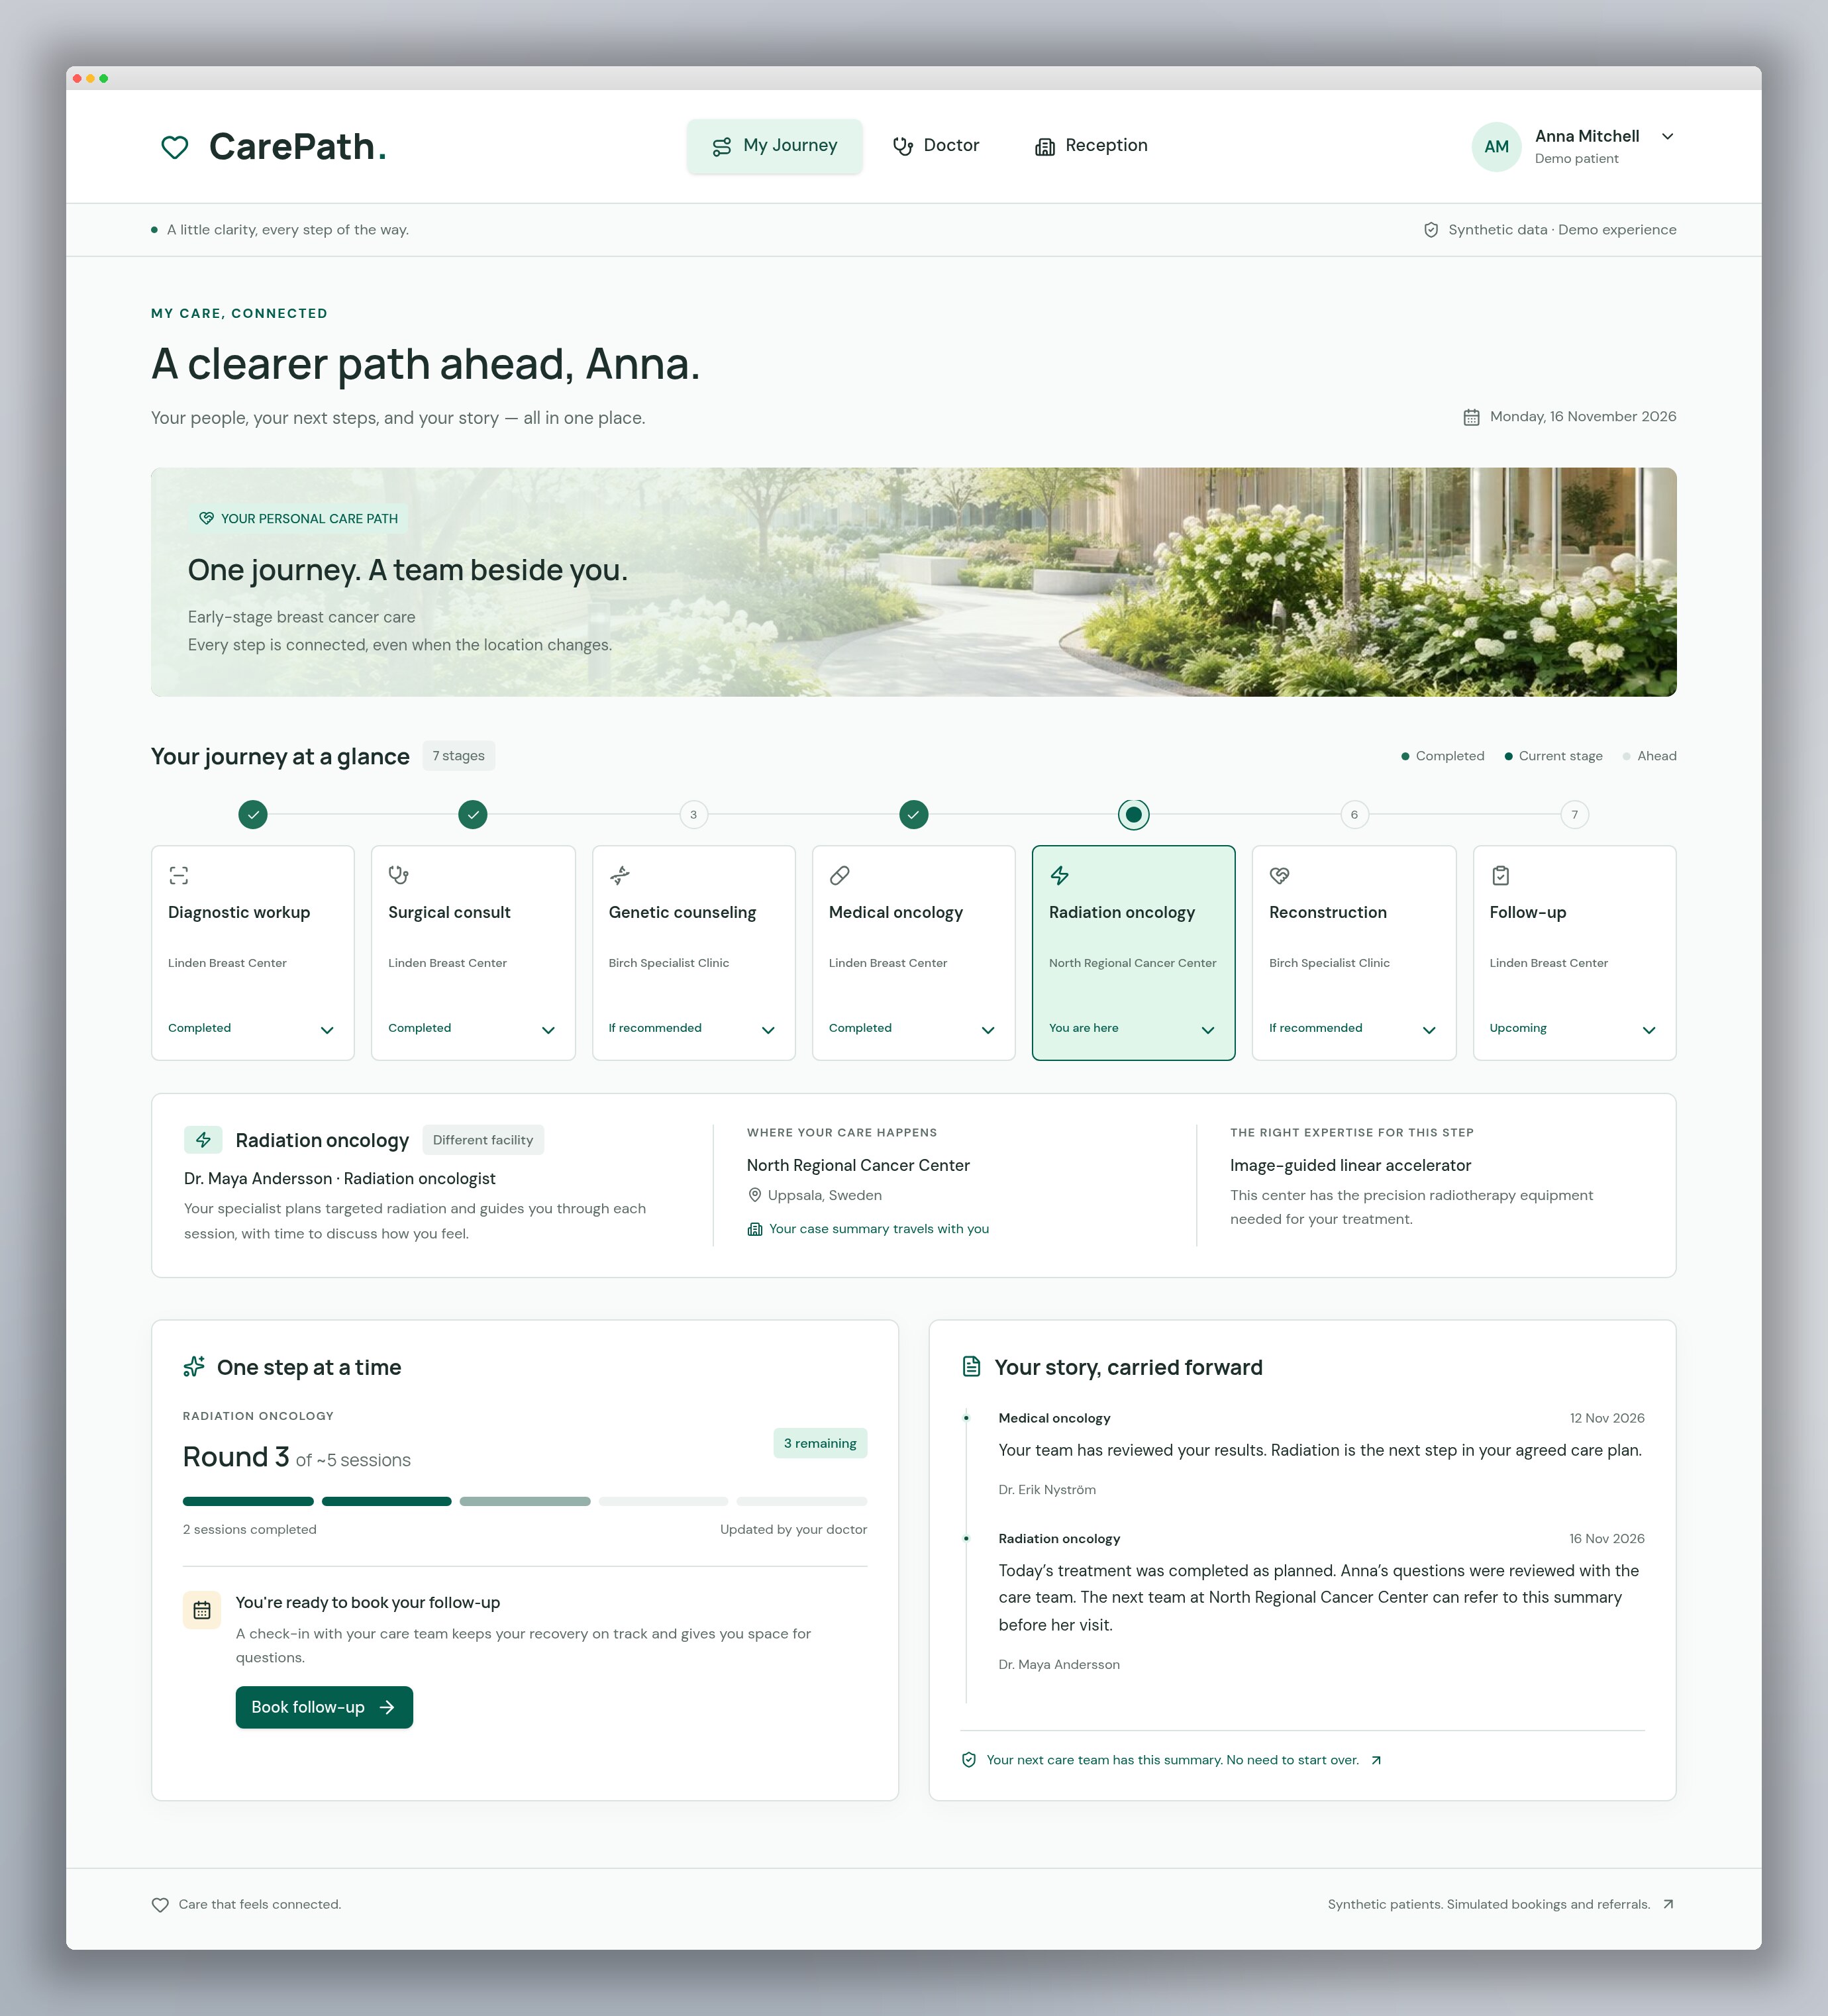 CarePath.
My Journey
Doctor
Reception
AM
Anna Mitchell
Demo patient
A little clarity, every step of the way.
Synthetic data · Demo experience
MY CARE, CONNECTED
A clearer path ahead, Anna.
Your people, your next steps, and your story — all in one place.
Monday, 16 November 2026
YOUR PERSONAL CARE PATH
One journey. A team beside you.
Early-stage breast cancer care
Every step is connected, even when the location changes.
Your journey at a glance
7 stages
Completed
Current stage
Ahead
3
6
7
Diagnostic workup
Linden Breast Center
Completed
Surgical consult
Linden Breast Center
Completed
Genetic counseling
Birch Specialist Clinic
If recommended
Medical oncology
Linden Breast Center
Completed
Radiation oncology
North Regional Cancer Center
You are here
Reconstruction
Birch Specialist Clinic
If recommended
Follow-up
Linden Breast Center
Upcoming
Radiation oncology
Different facility
Dr. Maya Andersson · Radiation oncologist
Your specialist plans targeted radiation and guides you through each
session, with time to discuss how you feel.
WHERE YOUR CARE HAPPENS
North Regional Cancer Center
Uppsala, Sweden
Your case summary travels with you
THE RIGHT EXPERTISE FOR THIS STEP
Image-guided linear accelerator
This center has the precision radiotherapy equipment
needed for your treatment.
One step at a time
RADIATION ONCOLOGY
Round 3 of ~5 sessions
3 remaining
2 sessions completed
Updated by your doctor
You're ready to book your follow-up
A check-in with your care team keeps your recovery on track and gives you space for
questions.
Book follow-up
Your story, carried forward
Medical oncology
12 Nov 2026
Your team has reviewed your results. Radiation is the next step in your agreed care plan.
Dr. Erik Nyström
Radiation oncology
16 Nov 2026
Today’s treatment was completed as planned. Anna’s questions were reviewed with the
care team. The next team at North Regional Cancer Center can refer to this summary
before her visit.
Dr. Maya Andersson
Your next care team has this summary. No need to start over.
Care that feels connected.
Synthetic patients. Simulated bookings and referrals.